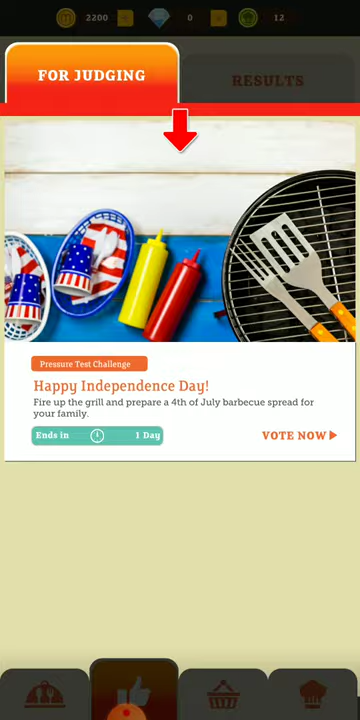 2200
0
12
FOR JUDGING
RESULTS
Pressure Test Challenge
Happy Independence Day!
Fire up the grill and prepare a 4th of July barbecue spread for
your family.
Ends in 1 Day
VOTE NOW